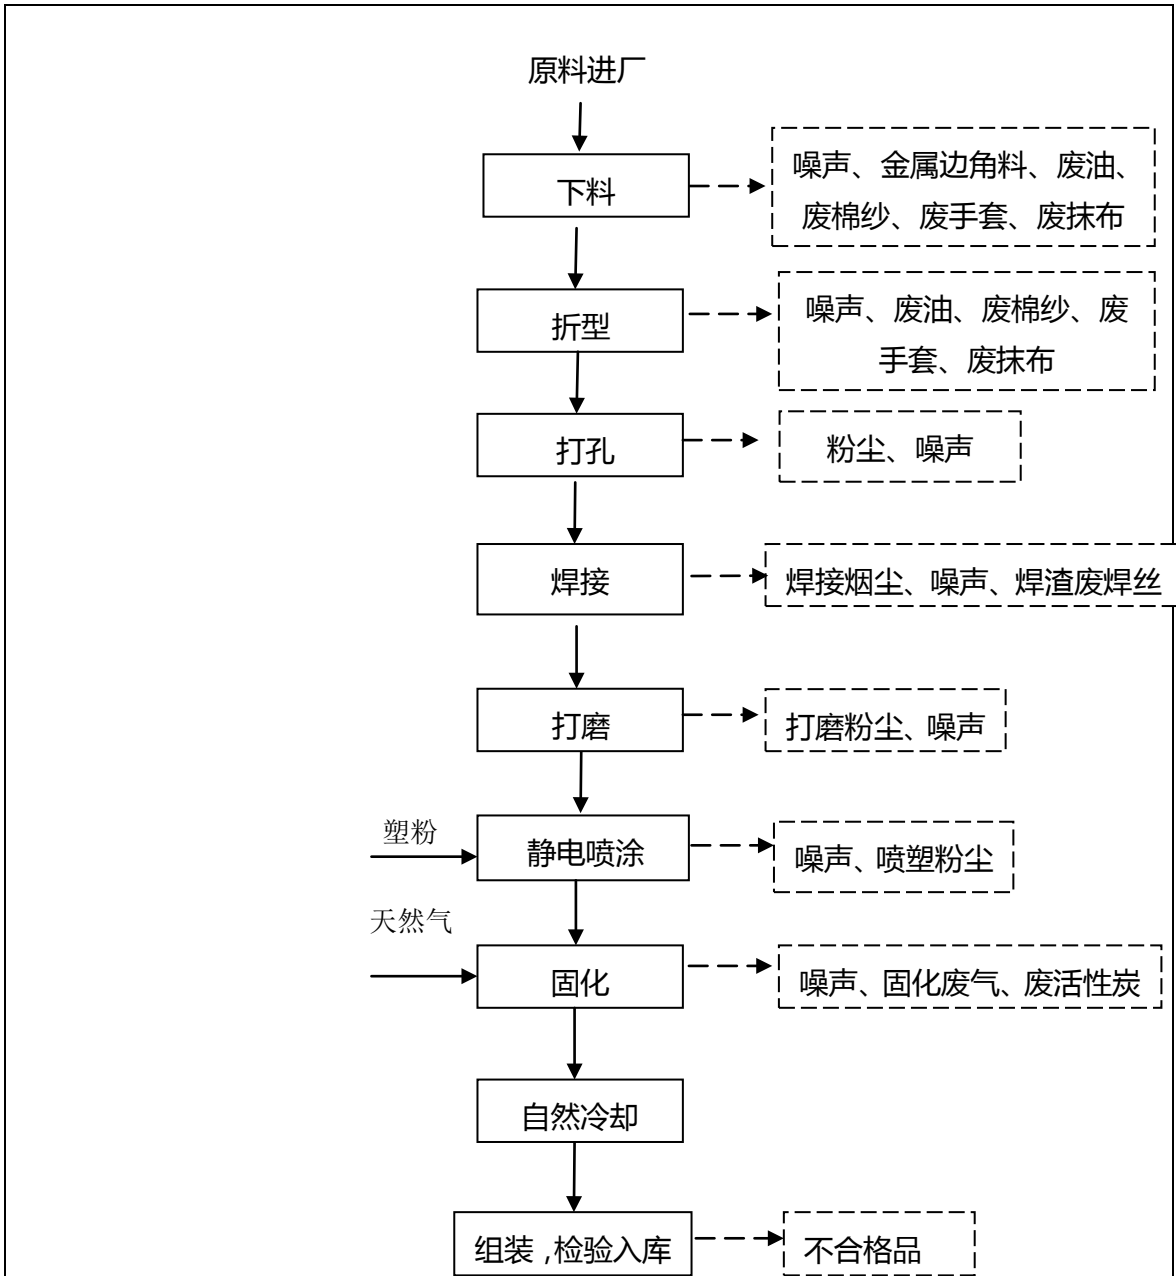 原料进厂
下料
噪声、金属边角料、废油、
废棉纱、废手套、废抹布
折型
噪声、废油、废棉纱、废
手套、废抹布
打孔
粉尘、噪声
焊接
焊接烟尘、噪声、焊渣废焊丝
打磨
打磨粉尘、噪声
塑粉
静电喷涂
噪声、喷塑粉尘
天然气
固化
噪声、固化废气、废活性炭
自然冷却
组装,检验入库
不合格品